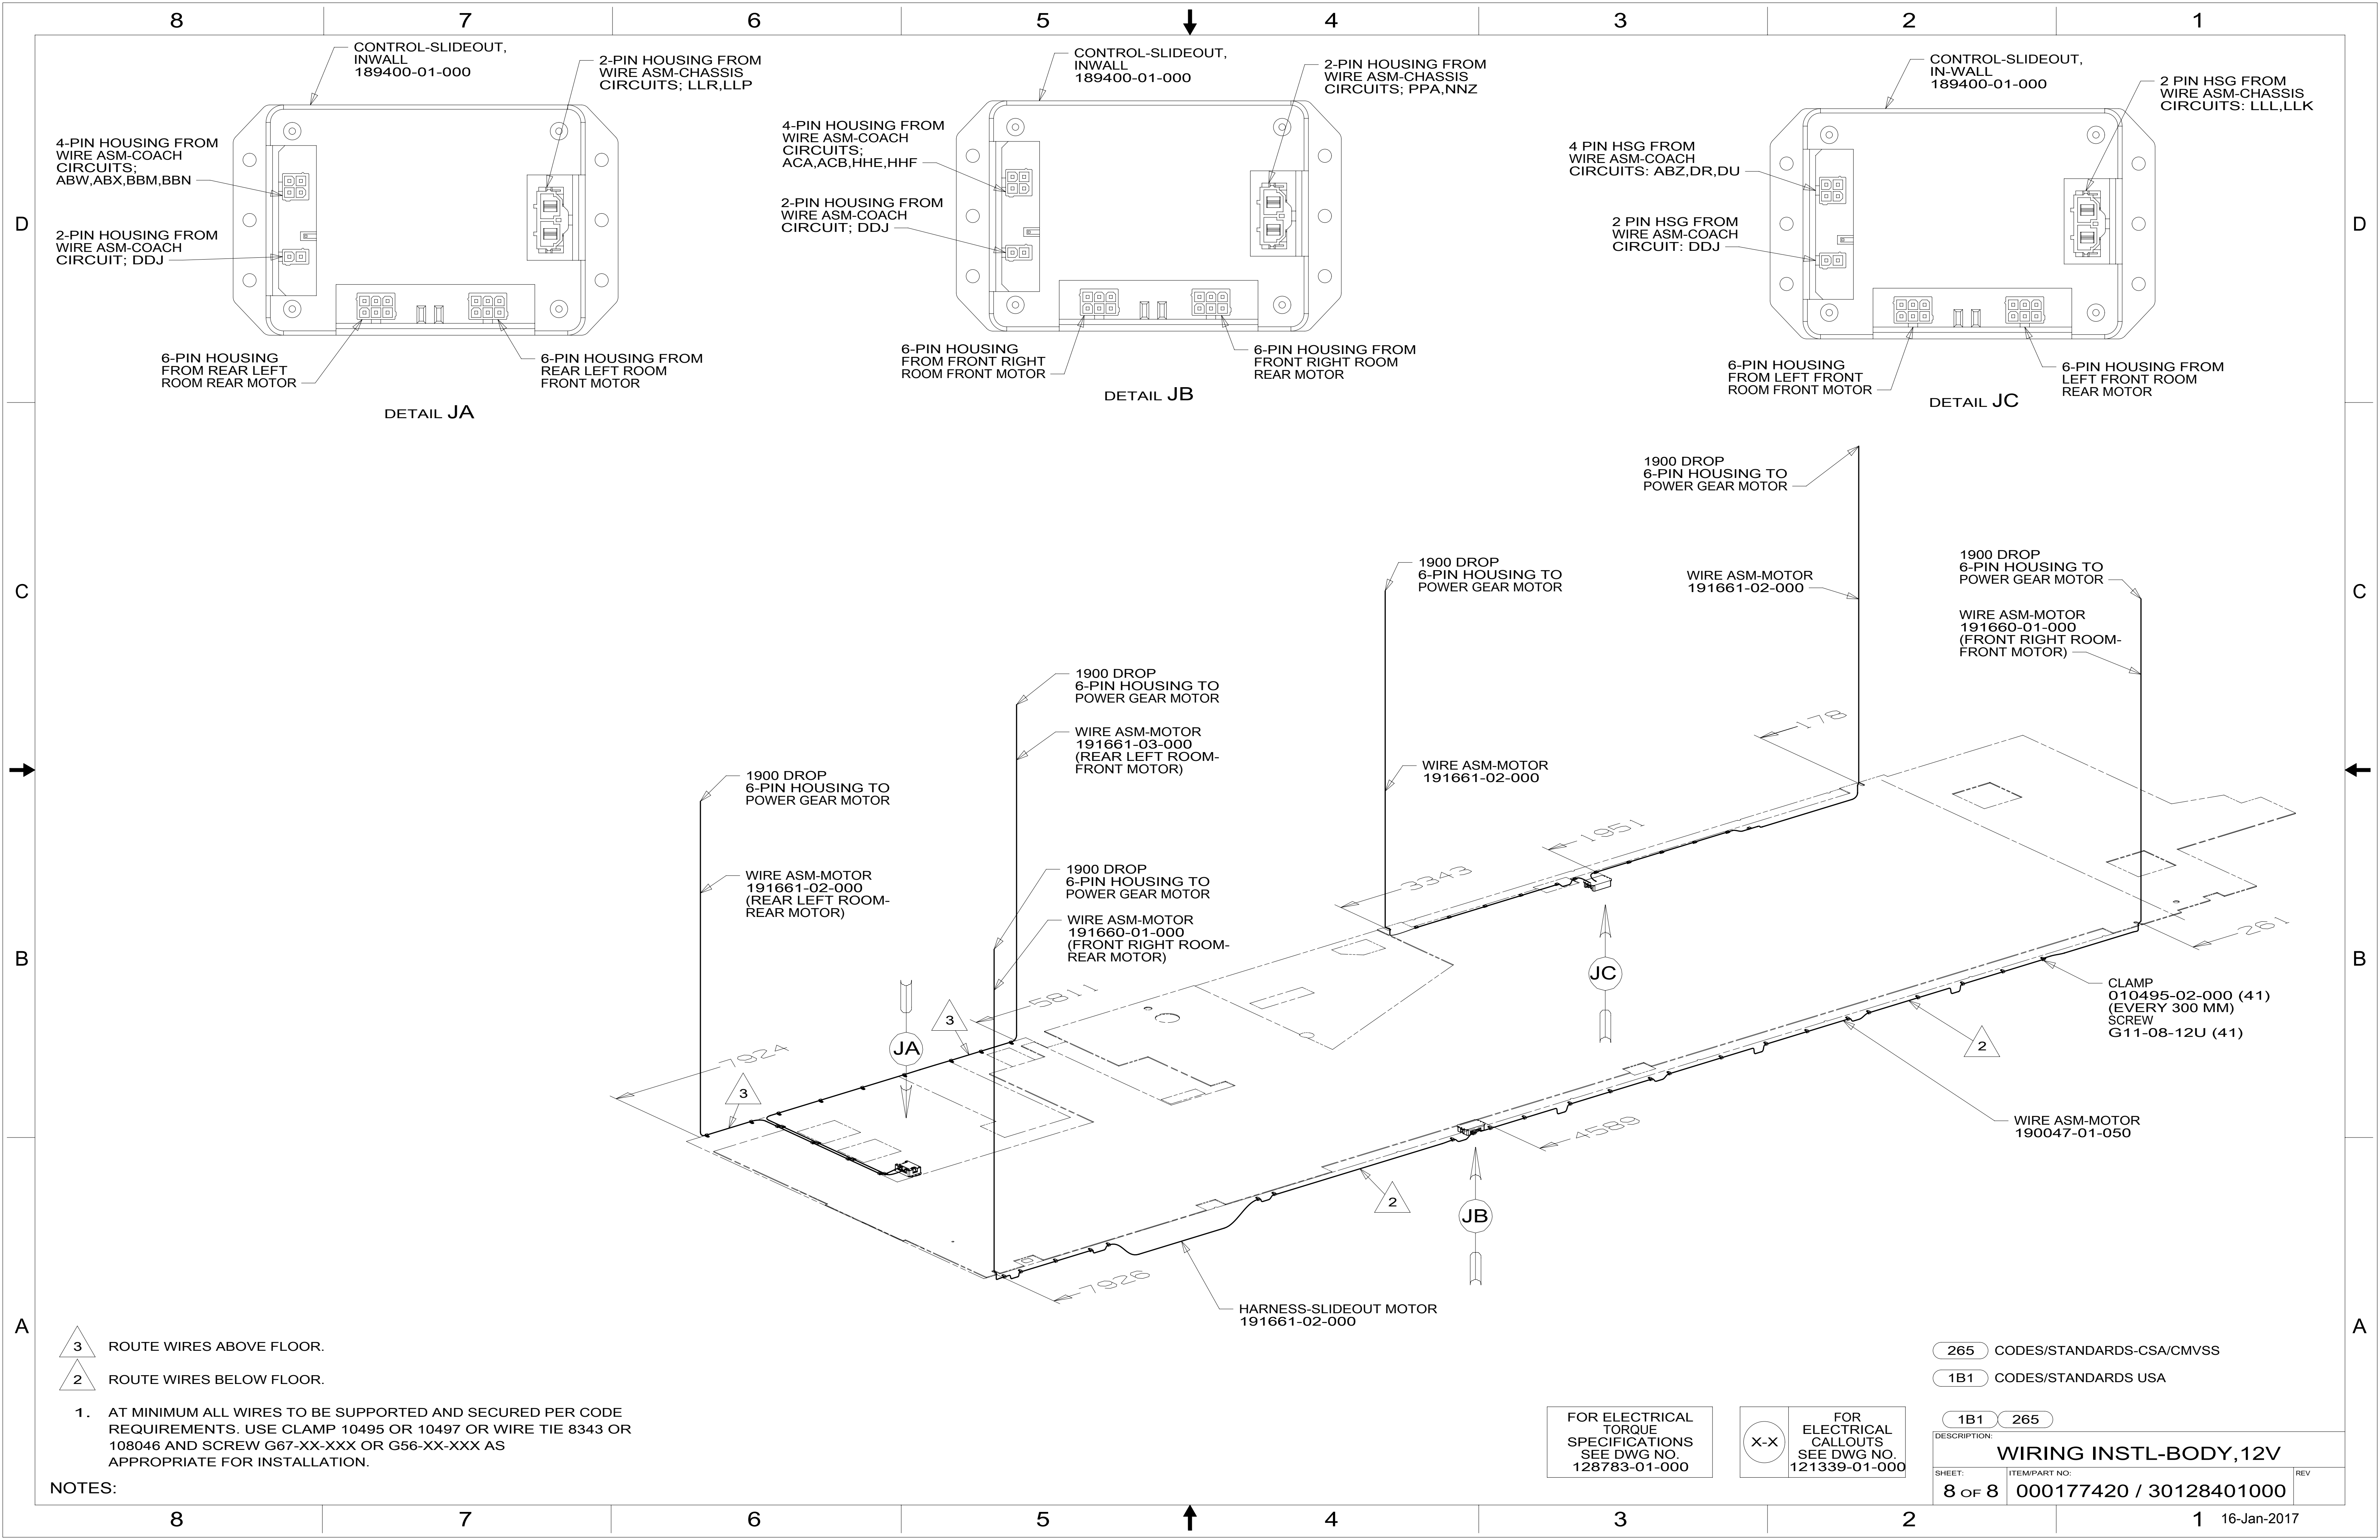 8 7 6 5 4 3 2 1
CONTROL-SLIDEOUT,
INWALL
189400-01-000
2-PIN HOUSING FROM
WIRE ASM-CHASSIS
CIRCUITS; LLR,LLP
4-PIN HOUSING FROM
WIRE ASM-COACH
CIRCUITS;
ABW,ABX,BBM,BBN
2-PIN HOUSING FROM
WIRE ASM-COACH
CIRCUIT; DDJ
6-PIN HOUSING
FROM REAR LEFT
ROOM REAR MOTOR
6-PIN HOUSING FROM
REAR LEFT ROOM
FRONT MOTOR
DETAIL JA
CONTROL-SLIDEOUT,
INWALL
189400-01-000
2-PIN HOUSING FROM
WIRE ASM-CHASSIS
CIRCUITS; PPA,NNZ
4-PIN HOUSING FROM
WIRE ASM-COACH
CIRCUITS;
ACA,ACB,HHE,HHF
2-PIN HOUSING FROM
WIRE ASM-COACH
CIRCUIT; DDJ
6-PIN HOUSING
FROM FRONT RIGHT
ROOM FRONT MOTOR
6-PIN HOUSING FROM
FRONT RIGHT ROOM
REAR MOTOR
DETAIL JB
CONTROL-SLIDEOUT,
IN-WALL
189400-01-000
2 PIN HSG FROM
WIRE ASM-CHASSIS
CIRCUITS: LLL,LLK
4 PIN HSG FROM
WIRE ASM-COACH
CIRCUITS: ABZ,DR,DU
2 PIN HSG FROM
WIRE ASM-COACH
CIRCUIT: DDJ
6-PIN HOUSING
FROM LEFT FRONT
ROOM FRONT MOTOR
6-PIN HOUSING FROM
LEFT FRONT ROOM
REAR MOTOR
DETAIL JC
D D
C C
B B
A A
1900 DROP
6-PIN HOUSING TO
POWER GEAR MOTOR
1900 DROP
6-PIN HOUSING TO
POWER GEAR MOTOR
WIRE ASM-MOTOR
191661-02-000
1900 DROP
6-PIN HOUSING TO
POWER GEAR MOTOR
WIRE ASM-MOTOR
191660-01-000
(FRONT RIGHT ROOM-
FRONT MOTOR)
1900 DROP
6-PIN HOUSING TO
POWER GEAR MOTOR
WIRE ASM-MOTOR
191661-03-000
(REAR LEFT ROOM-
FRONT MOTOR)
WIRE ASM-MOTOR
191661-02-000
1900 DROP
6-PIN HOUSING TO
POWER GEAR MOTOR
WIRE ASM-MOTOR
191661-02-000
(REAR LEFT ROOM-
REAR MOTOR)
1900 DROP
6-PIN HOUSING TO
POWER GEAR MOTOR
WIRE ASM-MOTOR
191660-01-000
(FRONT RIGHT ROOM-
REAR MOTOR)
178
1951
3343
261
5811
7924
4589
7926
JA
JB
JC
3
3
2
2
CLAMP
010495-02-000 (41)
(EVERY 300 MM)
SCREW
G11-08-12U (41)
WIRE ASM-MOTOR
190047-01-050
HARNESS-SLIDEOUT MOTOR
191661-02-000
3 ROUTE WIRES ABOVE FLOOR.
2 ROUTE WIRES BELOW FLOOR.
1. AT MINIMUM ALL WIRES TO BE SUPPORTED AND SECURED PER CODE
REQUIREMENTS. USE CLAMP 10495 OR 10497 OR WIRE TIE 8343 OR
108046 AND SCREW G67-XX-XXX OR G56-XX-XXX AS
APPROPRIATE FOR INSTALLATION.
NOTES:
FOR ELECTRICAL
TORQUE
SPECIFICATIONS
SEE DWG NO.
128783-01-000
X-X
FOR
ELECTRICAL
CALLOUTS
SEE DWG NO.
121339-01-000
265 CODES/STANDARDS-CSA/CMVSS
1B1 CODES/STANDARDS USA
1B1 265
DESCRIPTION:
WIRING INSTL-BODY,12V
SHEET: ITEM/PART NO: REV
8 OF 8 000177420 / 30128401000
8 7 6 5 4 3 2 1
16-Jan-2017